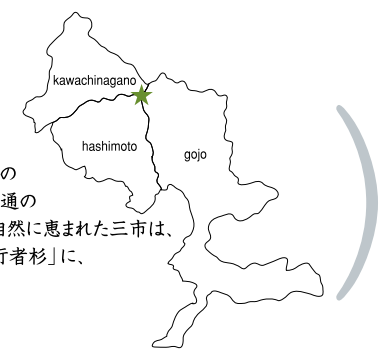 kawachinagano
hashimoto
gojo
の
通の
自然に恵まれた三市は、
行者杉」に、